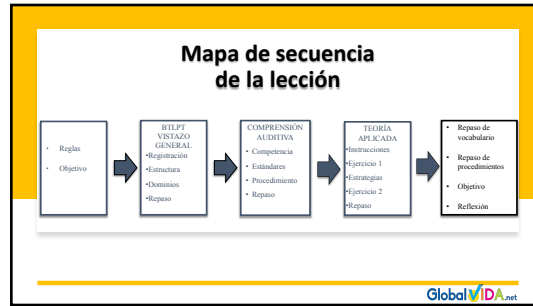 Mapa de secuencia
de la lección
• Reglas
• Objetivo
BTLPT
VISTAZO
GENERAL
•Registración
•Estructura
•Dominios
•Repaso
COMPRENSIÓN
AUDITIVA
• Competencia
• Estándares
• Procedimiento
• Repaso
TEORÍA
APLICADA
•Instrucciones
•Ejercicio 1
•Estrategias
•Ejercicio 2
•Repaso
• Repaso de
vocabulario
• Repaso de
procedimientos
• Objetivo
• Reflexión
GlobalVIDA.net